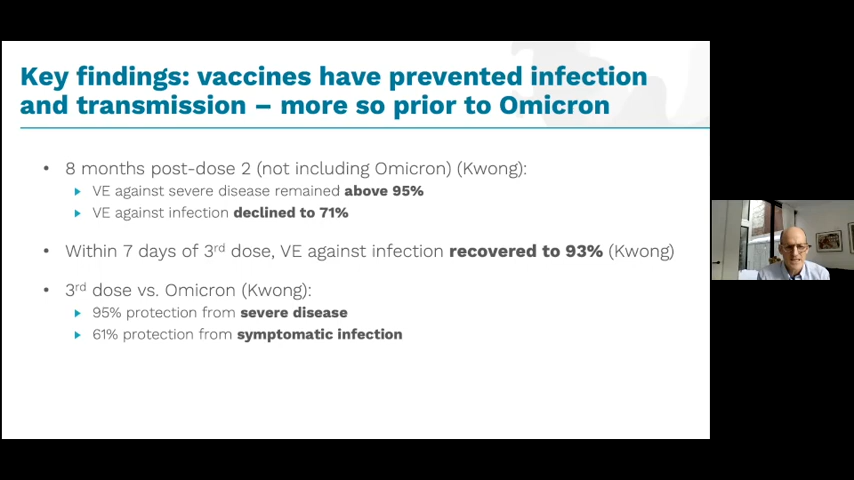 Key findings: vaccines have prevented infection
and transmission – more so prior to Omicron
• 8 months post-dose 2 (not including Omicron) (Kwong):
▶ VE against severe disease remained above 95%
▶ VE against infection declined to 71%
• Within 7 days of 3rd dose, VE against infection recovered to 93% (Kwong)
• 3rd dose vs. Omicron (Kwong):
▶ 95% protection from severe disease
▶ 61% protection from symptomatic infection